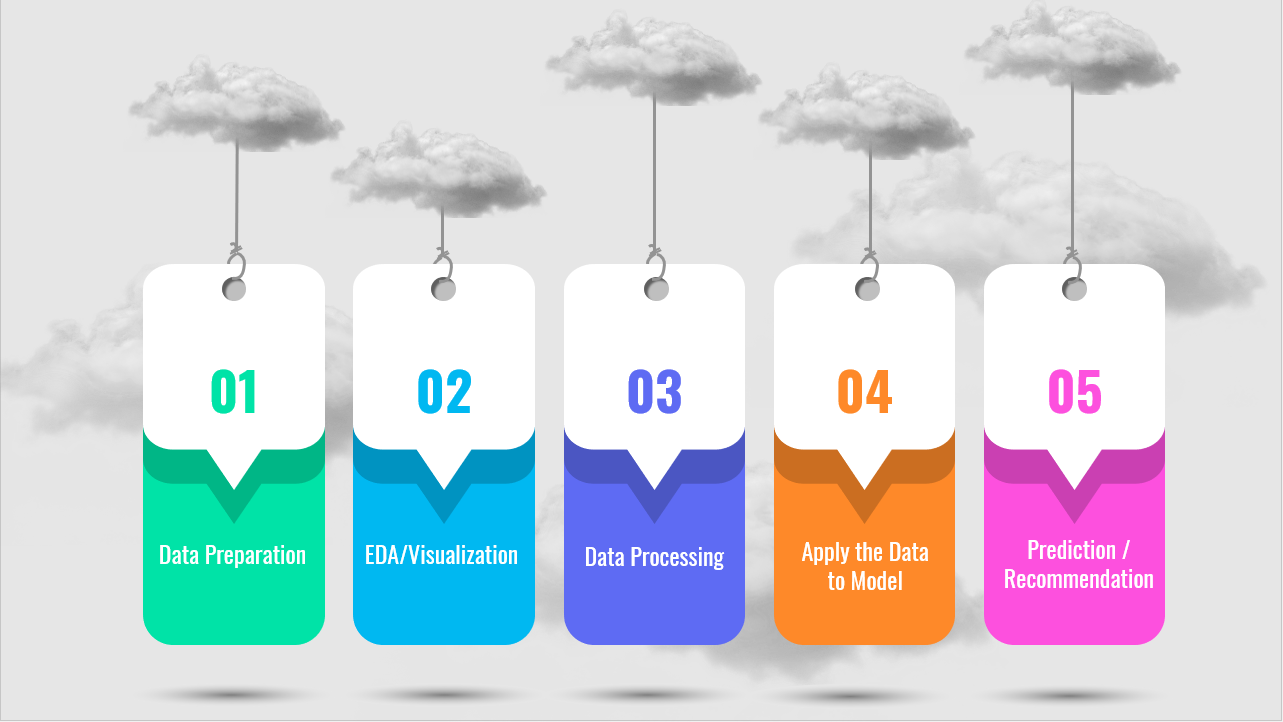 01
02
03
04
05
Data Preparation
EDA/Visualization
Data Processing
Apply the Data
to Model
Prediction /
Recommendation